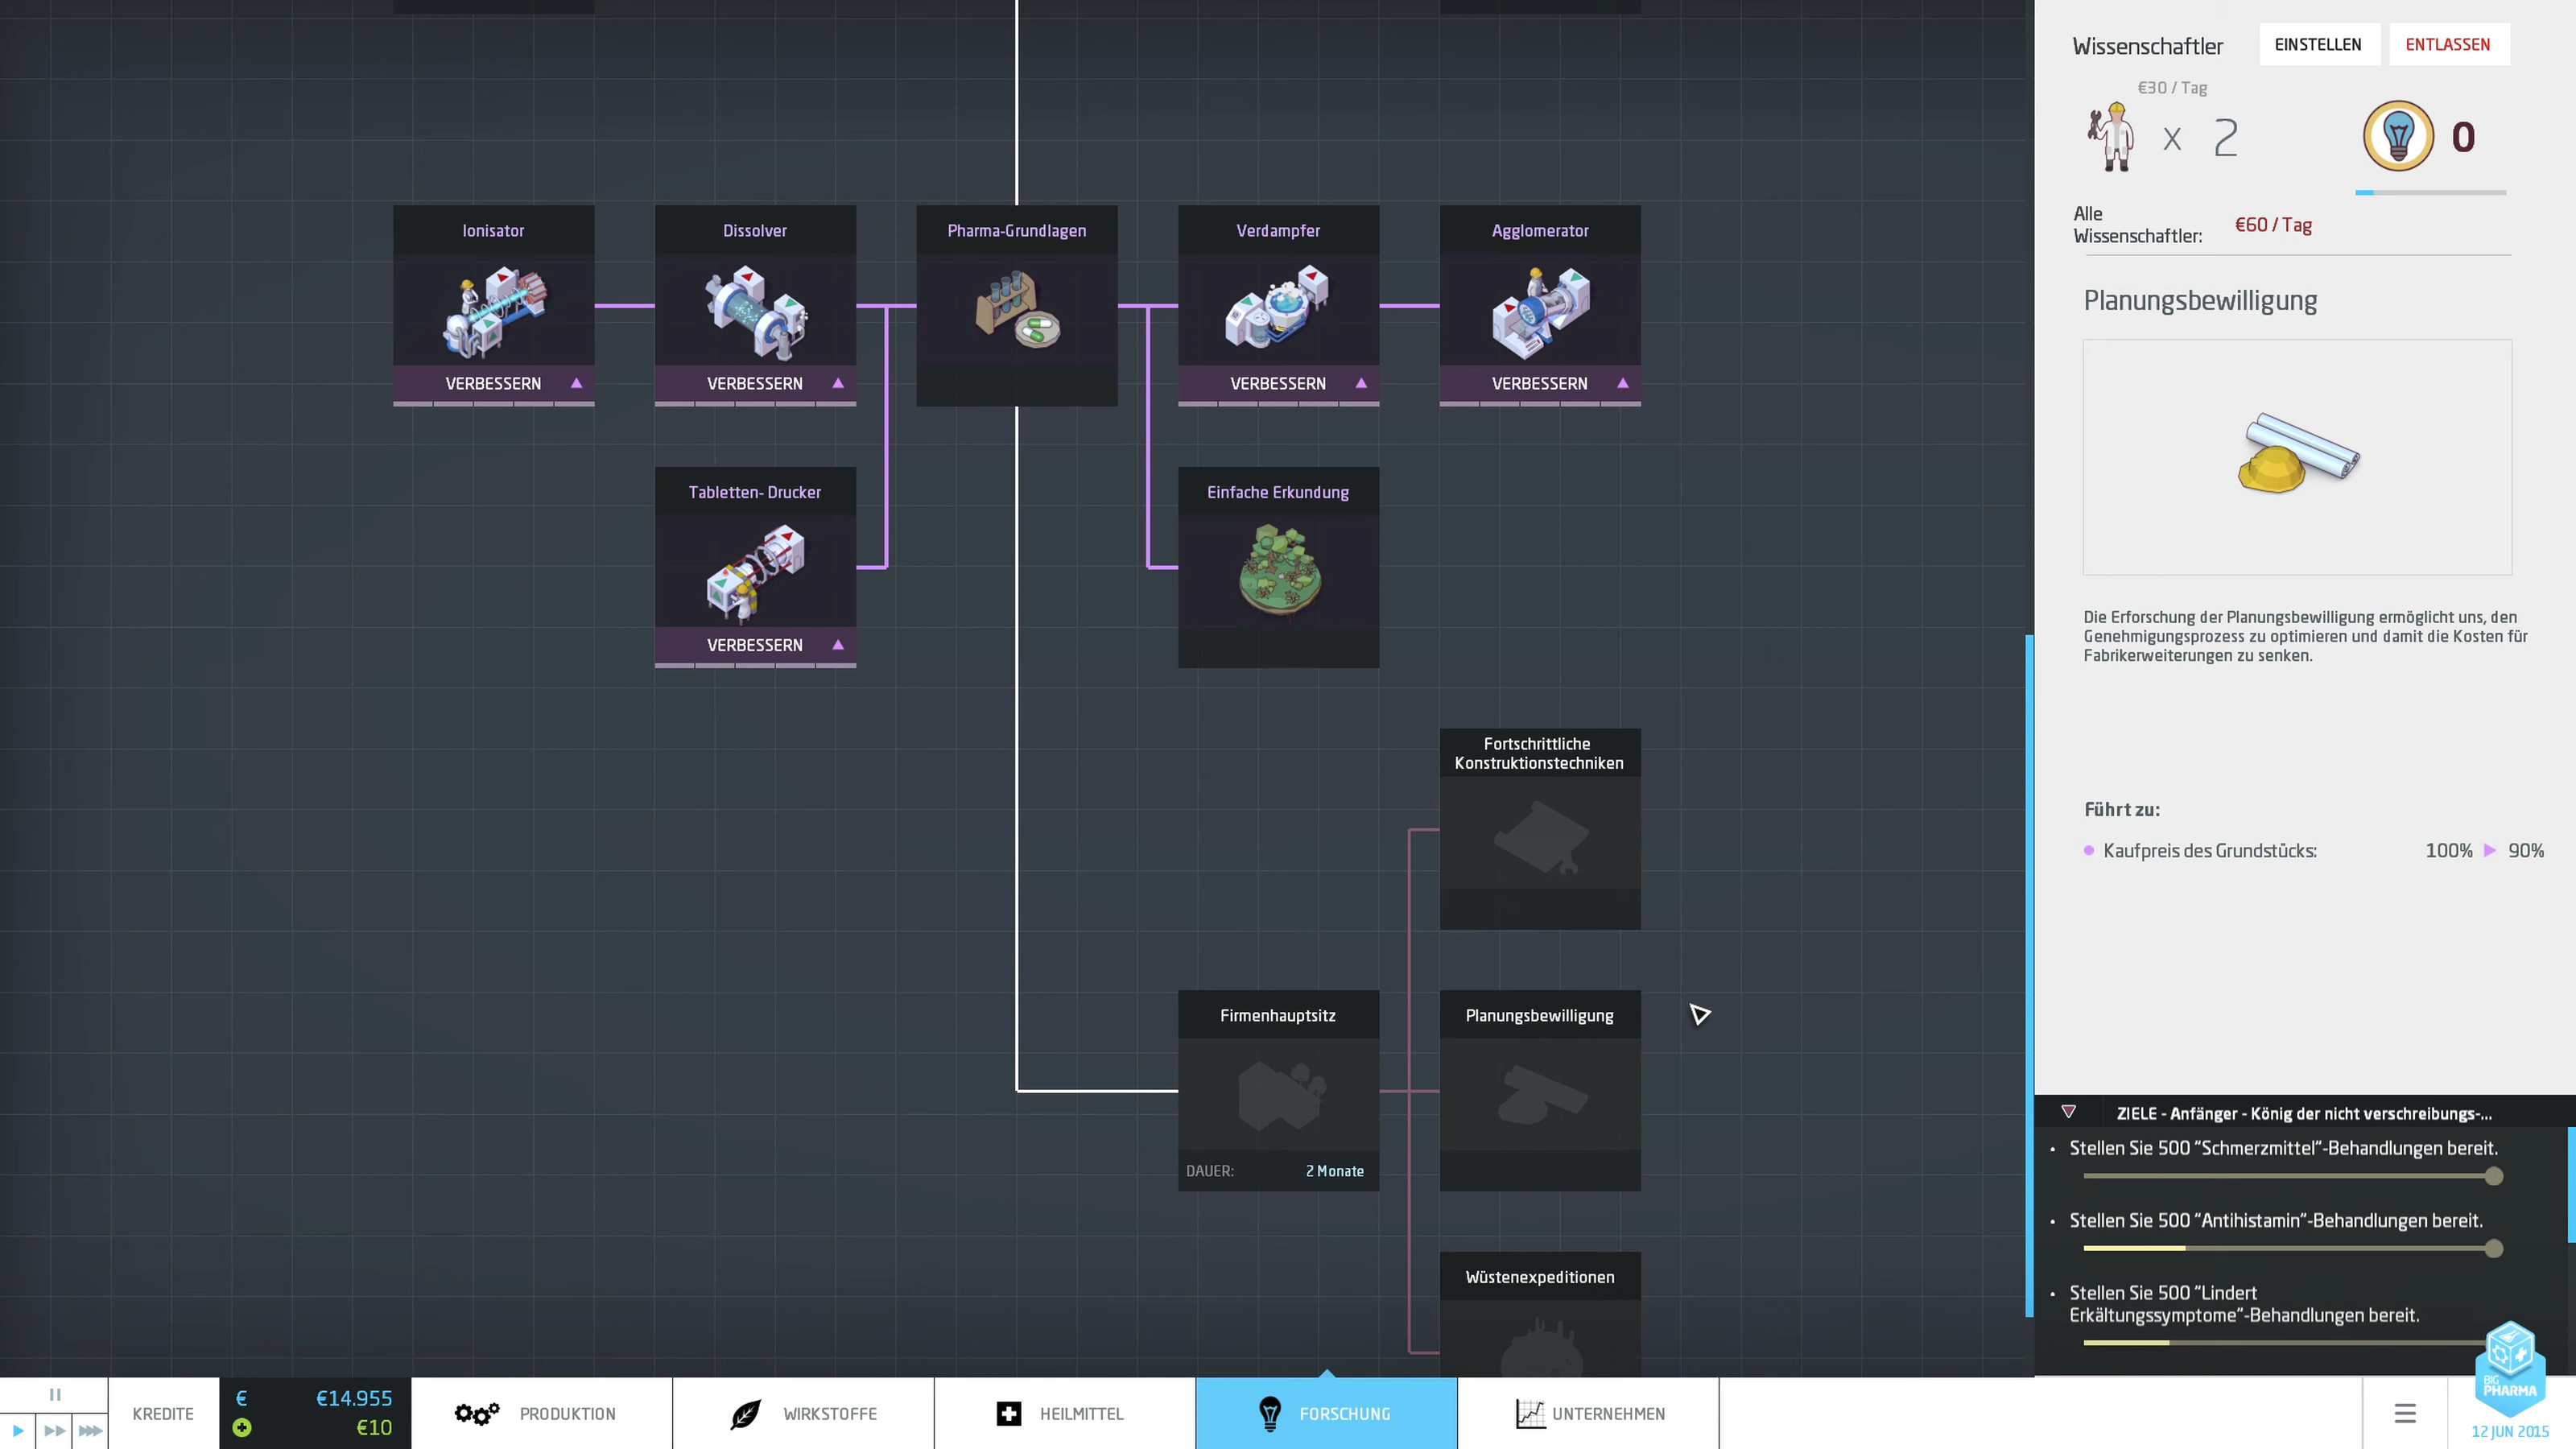 Ionisator
Dissolver
Pharma-Grundlagen
Verdampfer
Agglomerator
VERBESSERN
VERBESSERN
VERBESSERN
VERBESSERN
Tabletten- Drucker
Einfache Erkundung
VERBESSERN
Fortschrittliche
Konstruktionstechniken
Firmenhauptsitz
Planungsbewilligung
DAUER: 2 Monate
Wüstenexpeditionen
Wissenschaftler
EINSTELLEN
ENTLASSEN
€30 / Tag
X 2
0
Alle
Wissenschaftler:
€60 / Tag
Planungsbewilligung
Die Erforschung der Planungsbewilligung ermöglicht uns, den
Genehmigungsprozess zu optimieren und damit die Kosten für
Fabrikerweiterungen zu senken.
Führt zu:
Kaufpreis des Grundstücks: 100% 90%
ZIELE - Anfänger - König der nicht verschreibungs-...
• Stellen Sie 500 "Schmerzmittel"-Behandlungen bereit.
• Stellen Sie 500 "Antihistamin"-Behandlungen bereit.
• Stellen Sie 500 "Lindert
Erkältungssymptome"-Behandlungen bereit.
KREDITE
€ €14.955
€10
PRODUKTION
WIRKSTOFFE
HEILMITTEL
FORSCHUNG
UNTERNEHMEN
BIG
PHARMA
12 JUN 2015